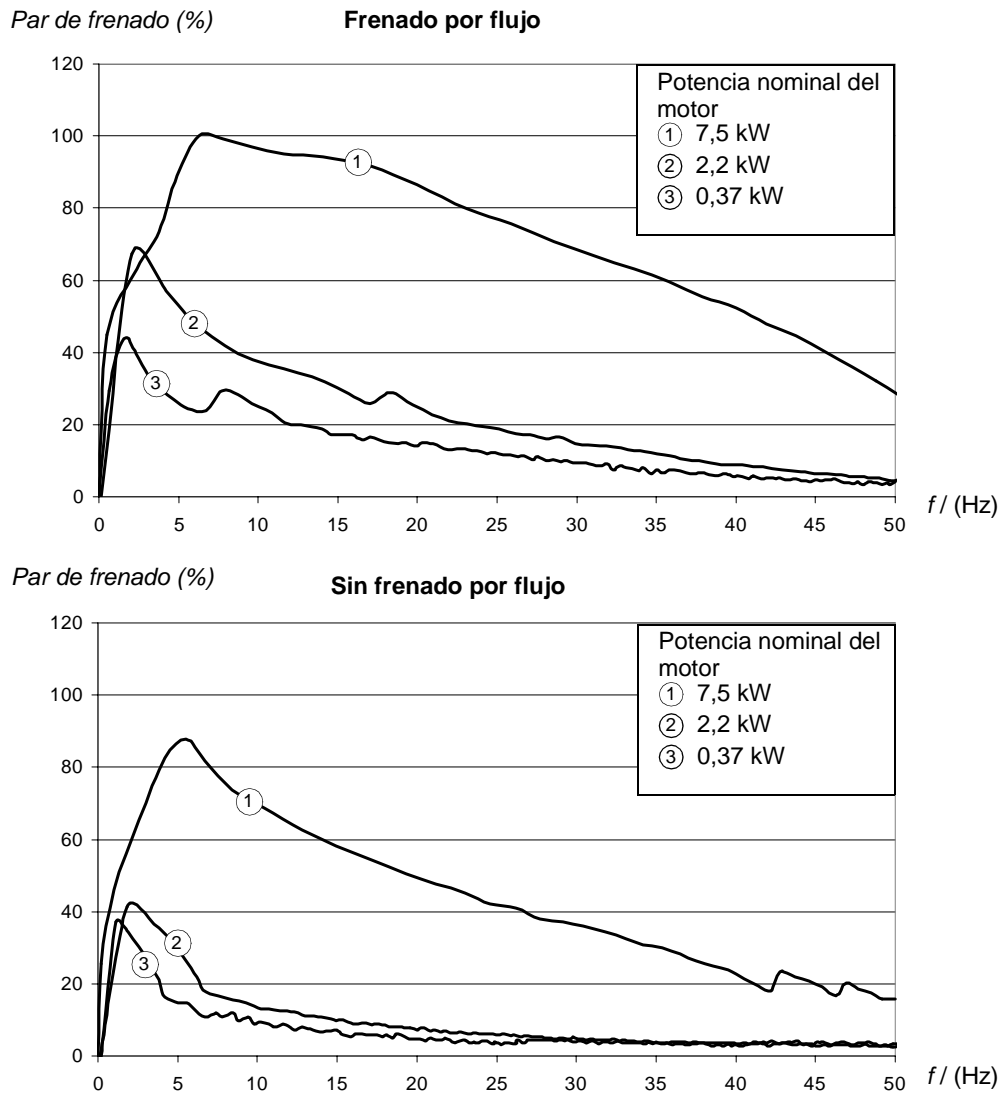 Par de frenado (%)
Frenado por flujo
Potencia nominal del
motor
1 7,5 kW
2 2,2 kW
3 0,37 kW
120
100
80
60
40
20
0
1
2
3
0 5 10 15 20 25 30 35 40 45 50
f / (Hz)
Par de frenado (%)
Sin frenado por flujo
Potencia nominal del
motor
1 7,5 kW
2 2,2 kW
3 0,37 kW
120
100
80
60
40
20
0
1
2
3
0 5 10 15 20 25 30 35 40 45 50
f / (Hz)